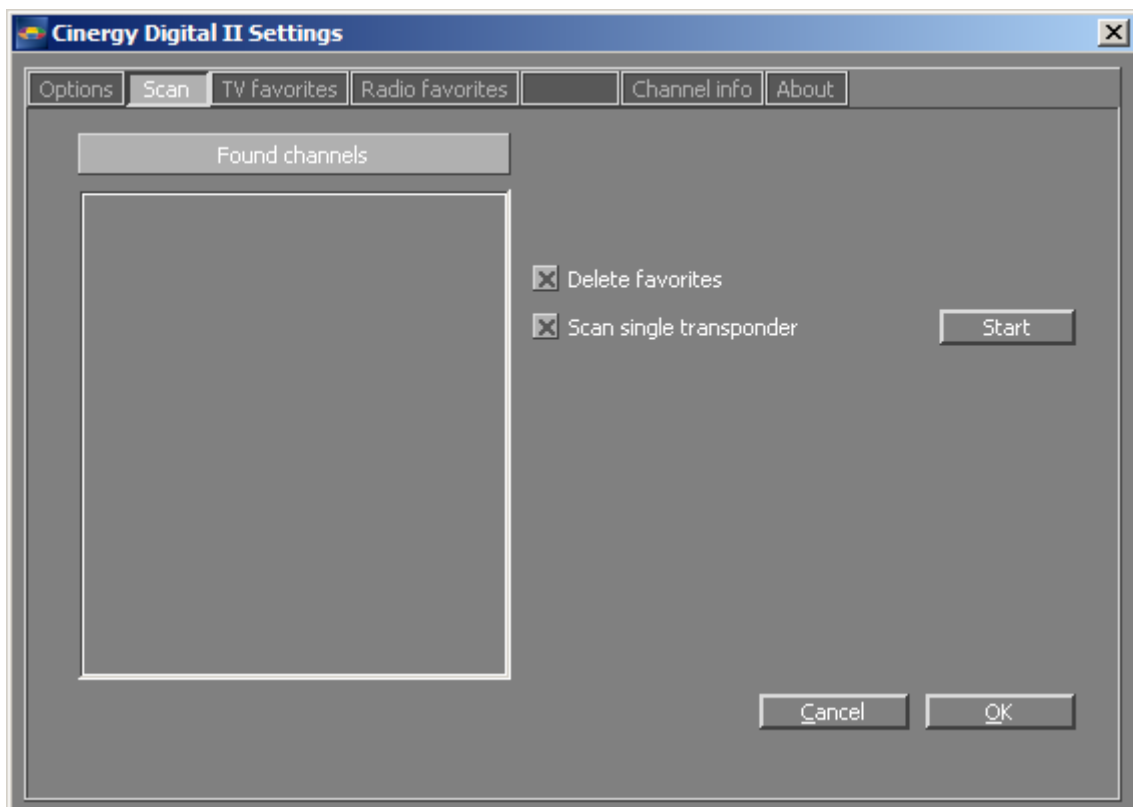 Cinergy Digital II Settings
Options Scan TV favorites Radio favorites Channel info About
Found channels
Delete favorites
Scan single transponder Start
Cancel OK